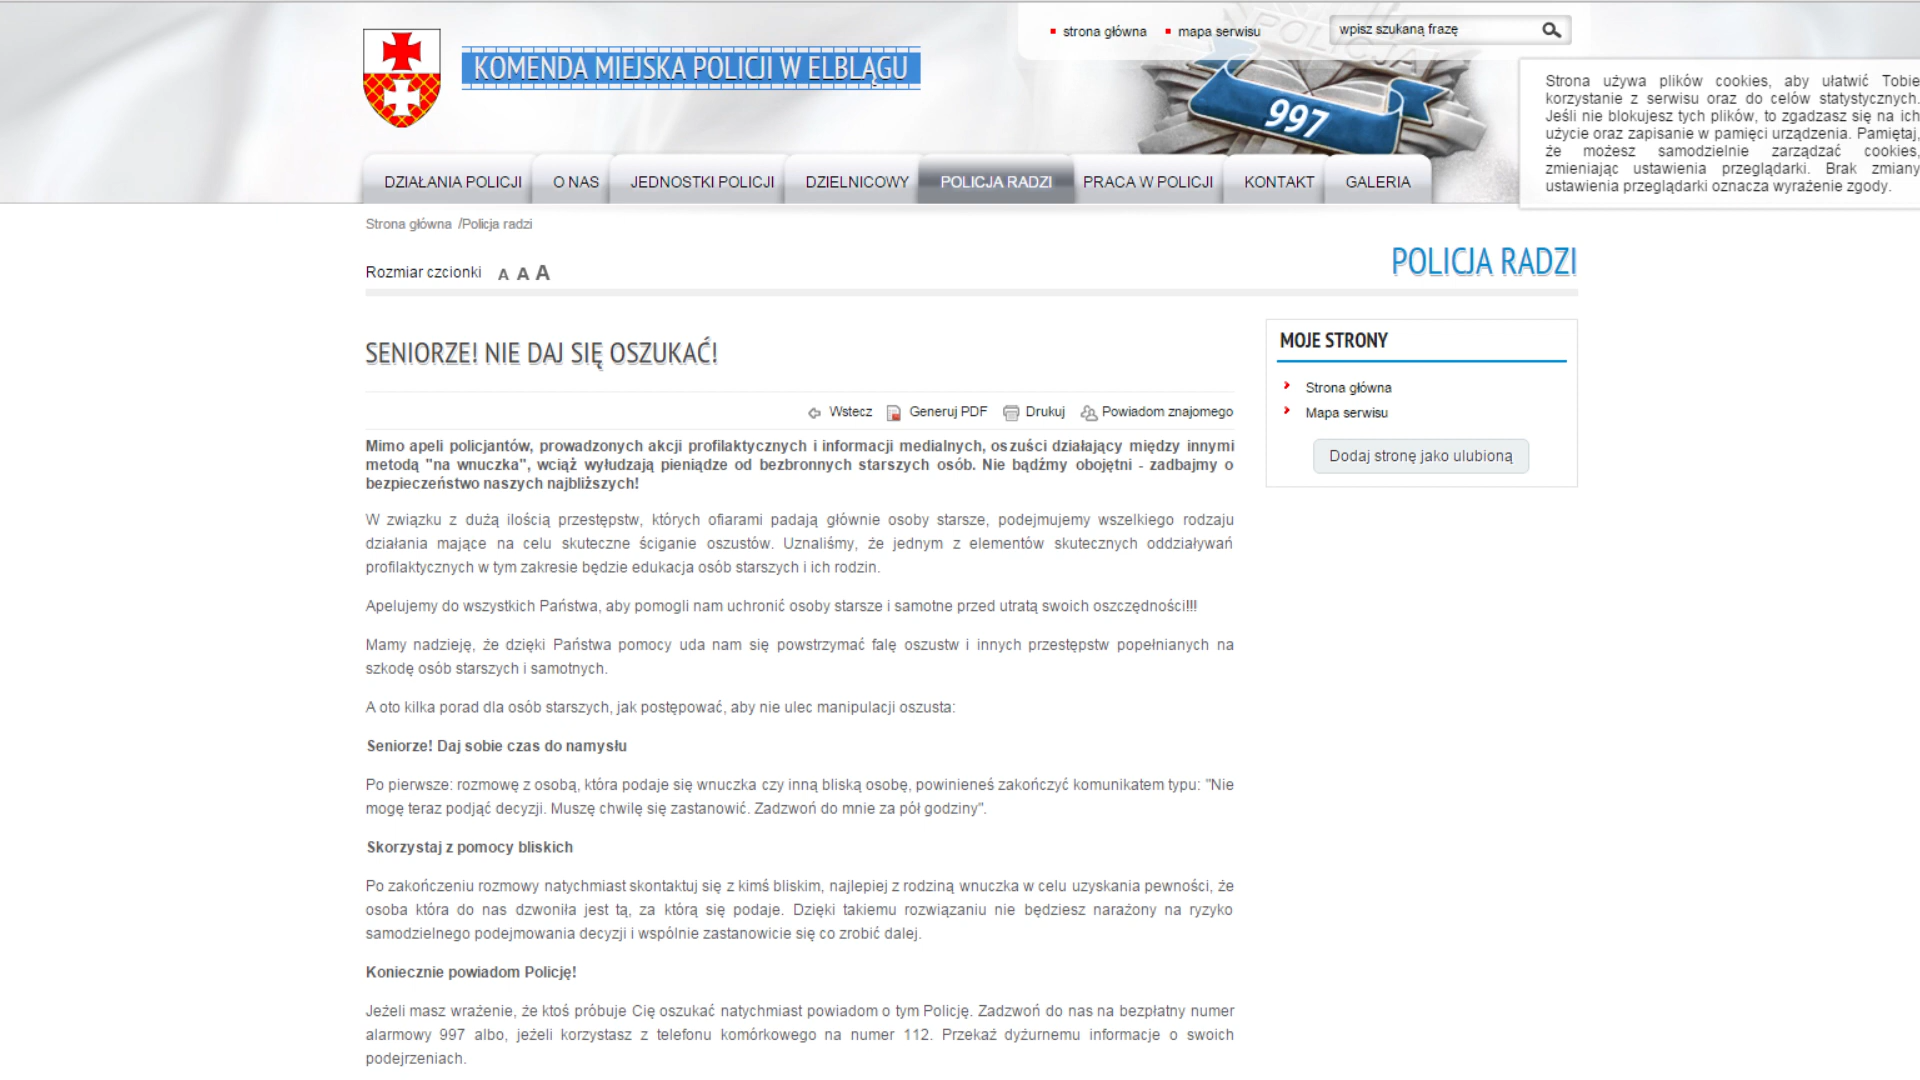 strona główna
mapa serwisu
wpisz szukaną frazę
POLICJA
KOMENDA MIEJSKA POLICJI W ELBLĄGU
997
Strona używa plików cookies, aby ułatwić Tobie
korzystanie z serwisu oraz do celów statystycznych.
Jeśli nie blokujesz tych plików, to zgadzasz się na ich
użycie oraz zapisanie w pamięci urządzenia. Pamiętaj,
że możesz samodzielnie zarządzać cookies,
zmieniając ustawienia przeglądarki. Brak zmiany
ustawienia przeglądarki oznacza wyrażenie zgody.
DZIAŁANIA POLICJI
O NAS
JEDNOSTKI POLICJI
DZIELNICOWY
POLICJA RADZI
PRACA W POLICJI
KONTAKT
GALERIA
Strona główna /Policja radzi
Rozmiar czcionki A A A
POLICJA RADZI
SENIORZE! NIE DAJ SIĘ OSZUKAĆ!
Wstecz
Generuj PDF
Drukuj
Powiadom znajomego
Mimo apeli policjantów, prowadzonych akcji profilaktycznych i informacji medialnych, oszuści działający między innymi
metodą "na wnuczka", wciąż wyłudzają pieniądze od bezbronnych starszych osób. Nie bądźmy obojętni - zadbajmy o
bezpieczeństwo naszych najbliższych!
W związku z dużą ilością przestępstw, których ofiarami padają głównie osoby starsze, podejmujemy wszelkiego rodzaju
działania mające na celu skuteczne ściganie oszustów. Uznaliśmy, że jednym z elementów skutecznych oddziaływań
profilaktycznych w tym zakresie będzie edukacja osób starszych i ich rodzin.
Apelujemy do wszystkich Państwa, aby pomogli nam uchronić osoby starsze i samotne przed utratą swoich oszczędności!!!
Mamy nadzieję, że dzięki Państwa pomocy uda nam się powstrzymać falę oszustw i innych przestępstw popełnianych na
szkodę osób starszych i samotnych.
A oto kilka porad dla osób starszych, jak postępować, aby nie ulec manipulacji oszusta:
Seniorze! Daj sobie czas do namysłu
Po pierwsze: rozmowę z osobą, która podaje się wnuczka czy inną bliską osobę, powinieneś zakończyć komunikatem typu: "Nie
mogę teraz podjąć decyzji. Muszę chwilę się zastanowić. Zadzwoń do mnie za pół godziny".
Skorzystaj z pomocy bliskich
Po zakończeniu rozmowy natychmiast skontaktuj się z kimś bliskim, najlepiej z rodziną wnuczka w celu uzyskania pewności, że
osoba która do nas dzwoniła jest tą, za którą się podaje. Dzięki takiemu rozwiązaniu nie będziesz narażony na ryzyko
samodzielnego podejmowania decyzji i wspólnie zastanowicie się co zrobić dalej.
Koniecznie powiadom Policję!
Jeżeli masz wrażenie, że ktoś próbuje Cię oszukać natychmiast powiadom o tym Policję. Zadzwoń do nas na bezpłatny numer
alarmowy 997 albo, jeżeli korzystasz z telefonu komórkowego na numer 112. Przekaż dyżurnemu informacje o swoich
podejrzeniach.
MOJE STRONY
Strona główna
Mapa serwisu
Dodaj stronę jako ulubioną